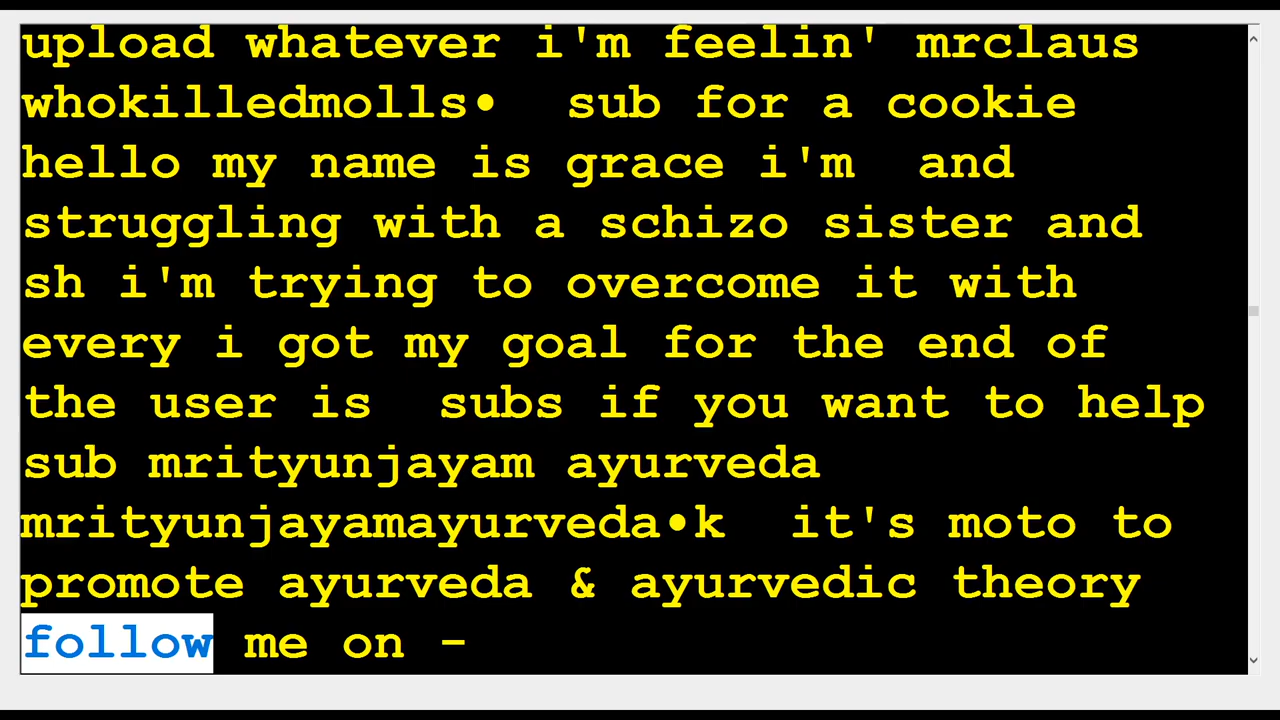 upload whatever i'm feelin' mrclaus
whokilledmolls•  sub for a cookie
hello my name is grace i'm  and
struggling with a schizo sister and
sh i'm trying to overcome it with
every i got my goal for the end of
the user is  subs if you want to help
sub mrityunjayam ayurveda
mrityunjayamayurveda•k  it's moto to
promote ayurveda & ayurvedic theory
follow me on -